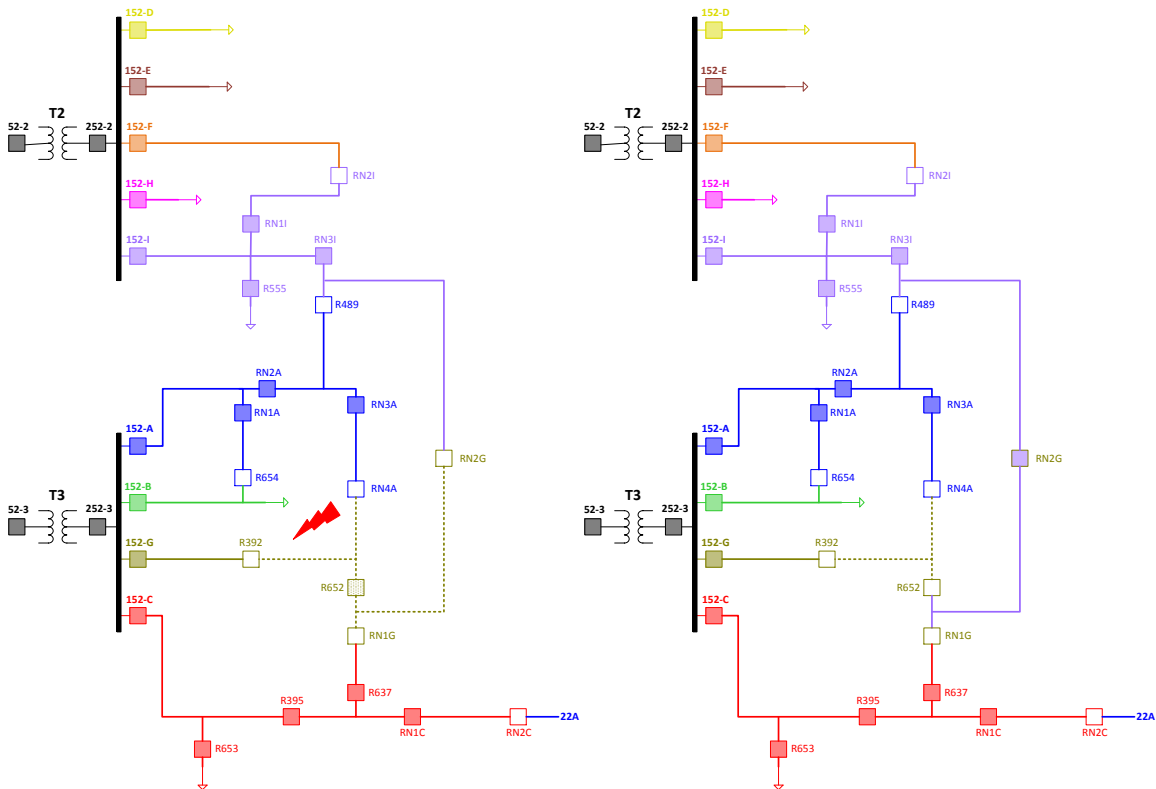 152-D
152-E
T2
52-2
252-2
152-F
RN2I
152-H
RN1I
152-I
RN3I
R555
R489
RN2A
RN1A
RN3A
152-A
R654
RN2G
152-B
RN4A
T3
52-3
252-3
152-G
R392
R652
152-C
RN1G
R637
R395
22A
RN1C
RN2C
R653
152-D
152-E
T2
52-2
252-2
152-F
RN2I
152-H
RN1I
152-I
RN3I
R555
R489
RN2A
RN1A
RN3A
152-A
R654
RN2G
152-B
RN4A
T3
52-3
252-3
152-G
R392
R652
152-C
RN1G
R637
R395
22A
RN1C
RN2C
R653